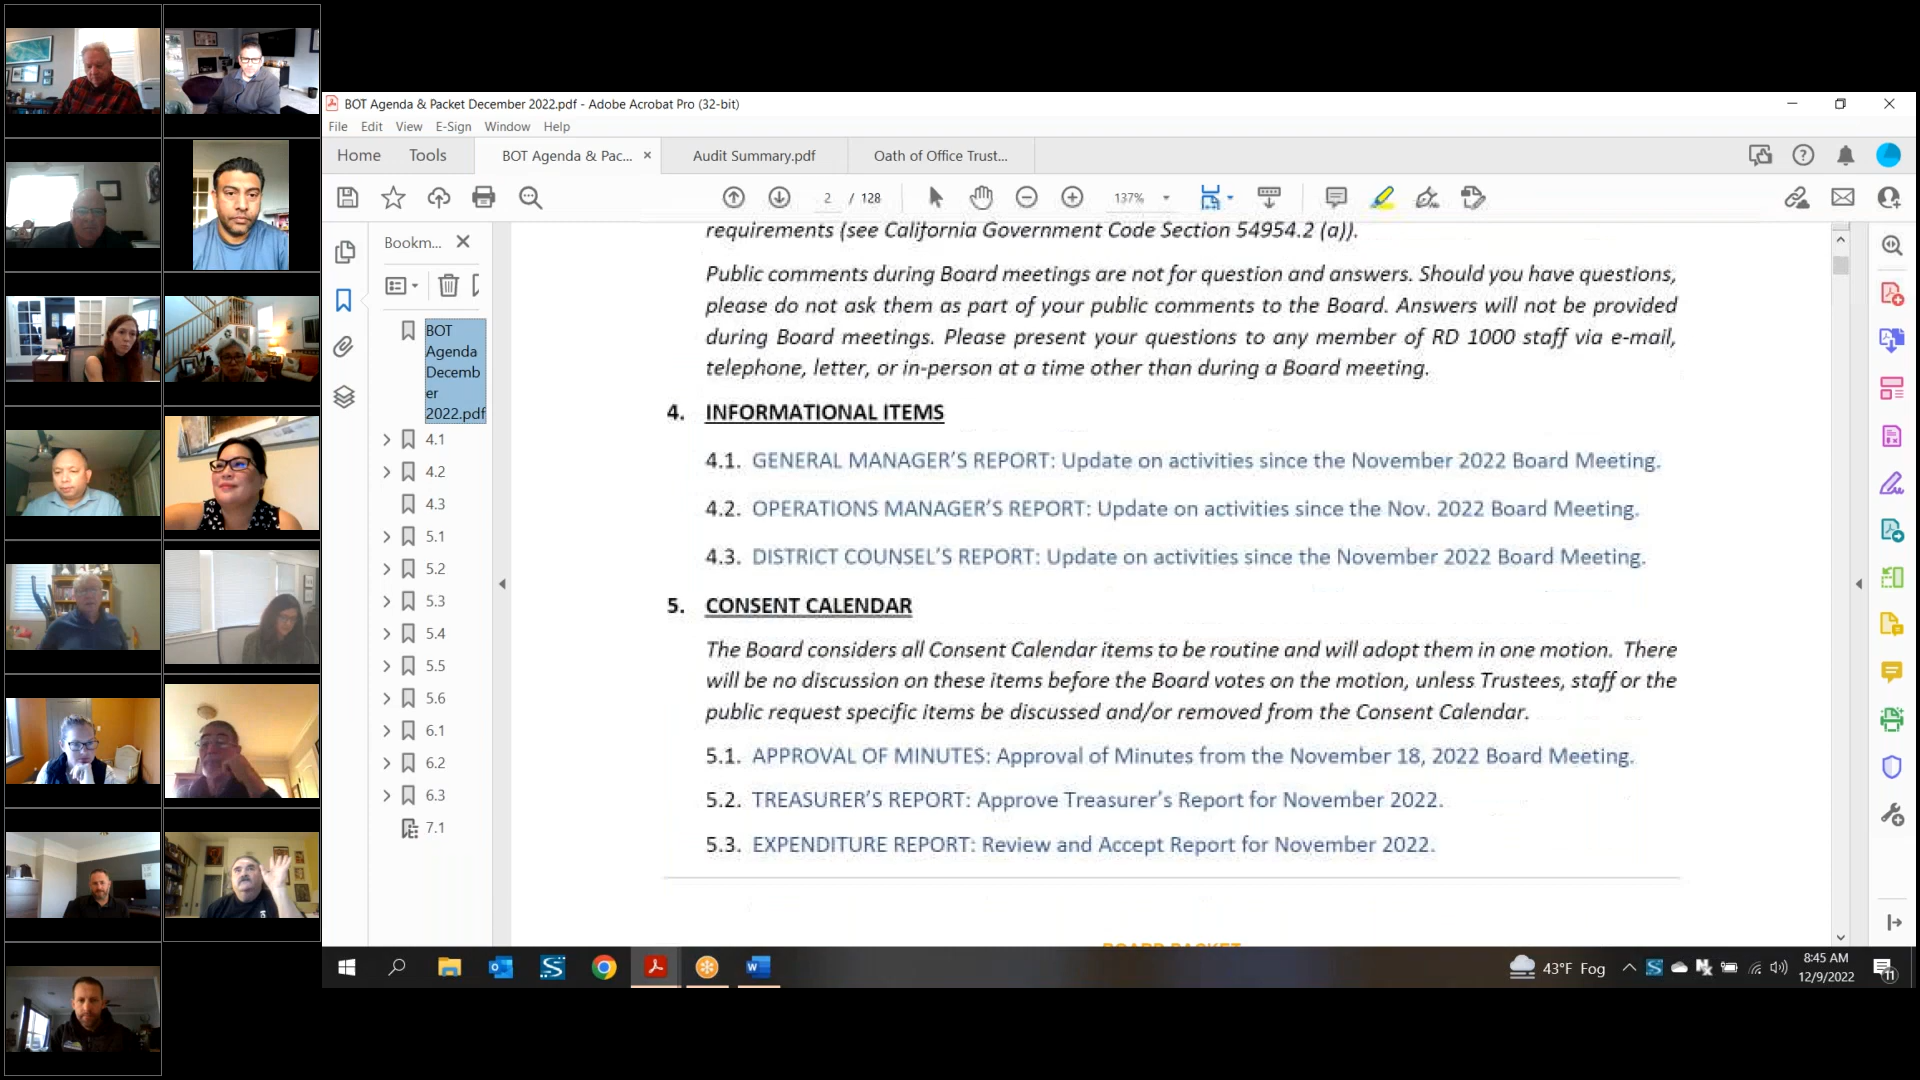 BOT Agenda & Packet December 2022.pdf - Adobe Acrobat Pro (32-bit)
File Edit View E-Sign Window Help
Home Tools BOT Agenda & Pac... × Audit Summary.pdf Oath of Office Trust...
2 / 128 137%
Bookm...
BOT
Agenda
Decemb
er
2022.pdf
4.1
4.2
4.3
5.1
5.2
5.3
5.4
5.5
5.6
6.1
6.2
6.3
7.1
requirements (see California Government Code Section 54954.2 (a)).
Public comments during Board meetings are not for question and answers. Should you have questions,
please do not ask them as part of your public comments to the Board. Answers will not be provided
during Board meetings. Please present your questions to any member of RD 1000 staff via e-mail,
telephone, letter, or in-person at a time other than during a Board meeting.
4. INFORMATIONAL ITEMS
4.1. GENERAL MANAGER'S REPORT: Update on activities since the November 2022 Board Meeting.
4.2. OPERATIONS MANAGER'S REPORT: Update on activities since the Nov. 2022 Board Meeting.
4.3. DISTRICT COUNSEL'S REPORT: Update on activities since the November 2022 Board Meeting.
5. CONSENT CALENDAR
The Board considers all Consent Calendar items to be routine and will adopt them in one motion. There
will be no discussion on these items before the Board votes on the motion, unless Trustees, staff or the
public request specific items be discussed and/or removed from the Consent Calendar.
5.1. APPROVAL OF MINUTES: Approval of Minutes from the November 18, 2022 Board Meeting.
5.2. TREASURER'S REPORT: Approve Treasurer's Report for November 2022.
5.3. EXPENDITURE REPORT: Review and Accept Report for November 2022.
BOARD PACKET
43°F Fog
8:45 AM
12/9/2022
11